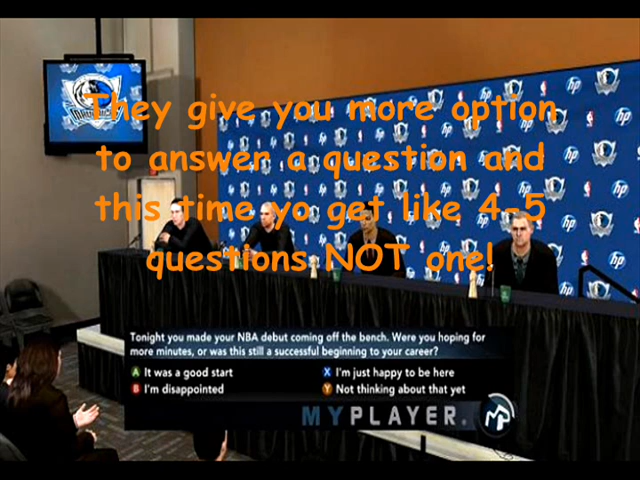 They give you more option
to answer a question and
this time yo get like 4-5
questions NOT one!
Tonight you made your NBA debut coming off the bench. Were you hoping for
more minutes, or was this still a successful beginning to your career?
A It was a good start
X I'm just happy to be here
B I'm disappointed
Y Not thinking about that yet
MYPLAYER. MP
hp